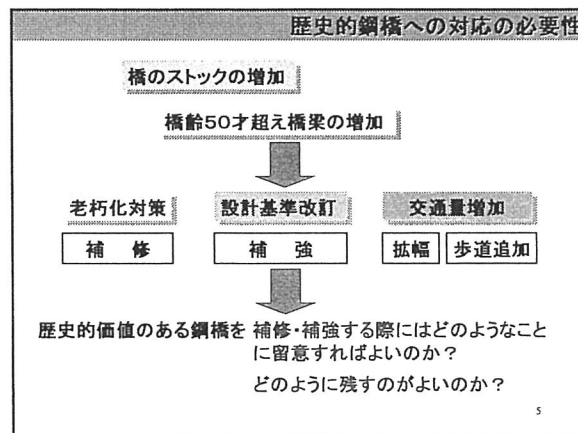 歴史的鋼橋への対応の必要性
橋のストックの増加
橋齢50才超え橋梁の増加
老朽化対策 設計基準改訂 交通量増加
補 修 補 強 拡幅 歩道追加
歴史的価値のある鋼橋を 補修・補強する際にはどのようなこと
に留意すればよいのか?
どのように残すのがよいのか?
5